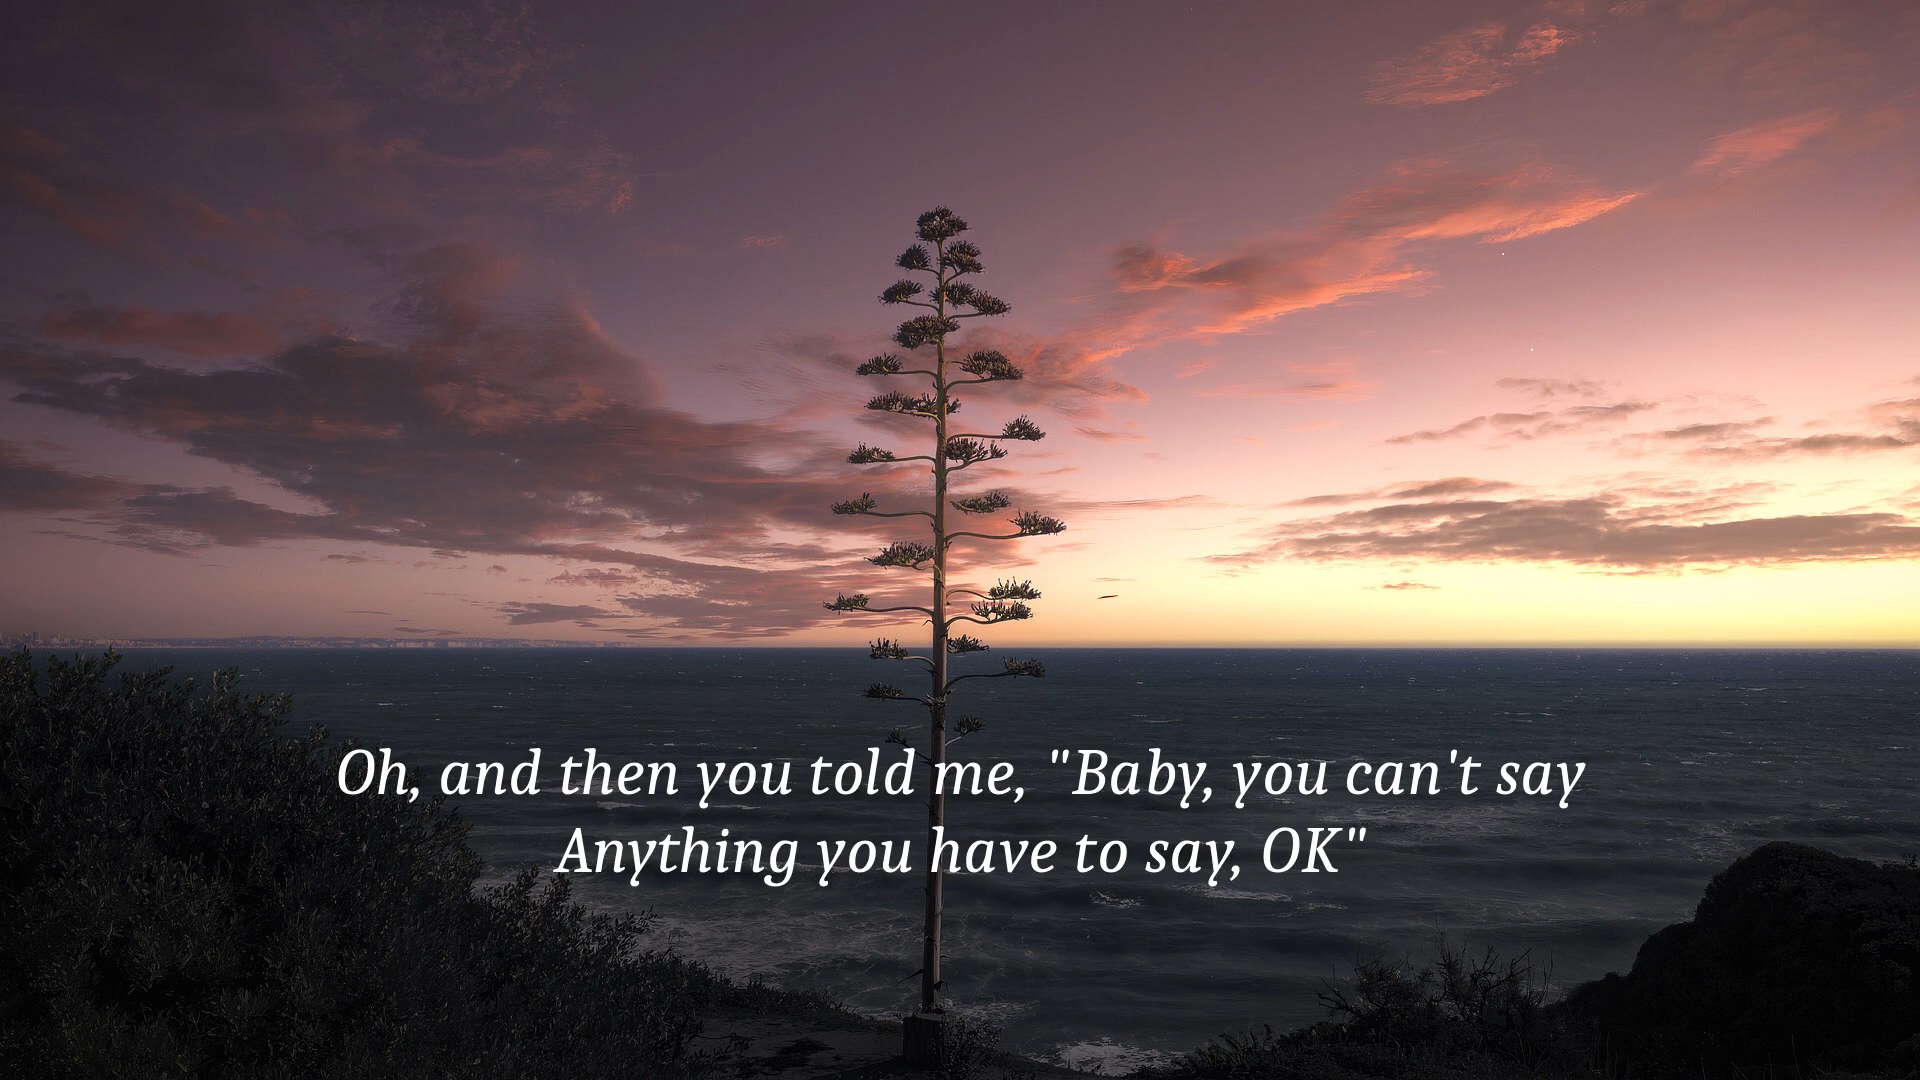 Oh, and then you told me, "Baby, you can't say
Anything you have to say, OK"